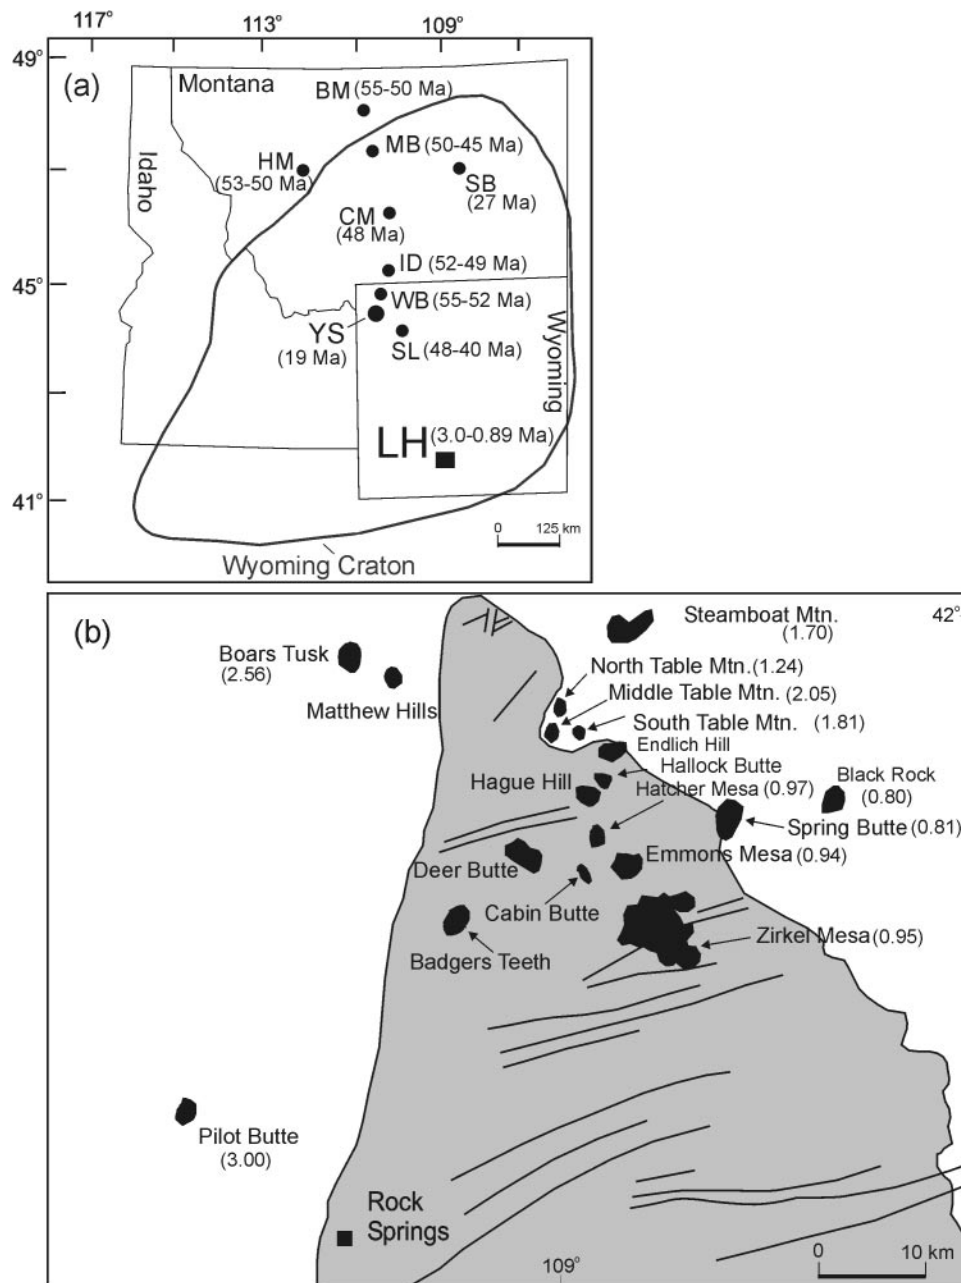 117° 113° 109°
49°
(a)
Montana
BM (55-50 Ma)
MB (50-45 Ma)
HM
(53-50 Ma)
SB
(27 Ma)
Idaho
CM
(48 Ma)
ID (52-49 Ma)
45°
WB (55-52 Ma)
YS
(19 Ma)
SL (48-40 Ma)
Wyoming
LH (3.0-0.89 Ma)
41°
0 125 km
Wyoming Craton
(b)
Steamboat Mtn.
(1.70)
42°
Boars Tusk
(2.56)
North Table Mtn. (1.24)
Middle Table Mtn. (2.05)
Matthew Hills
South Table Mtn. (1.81)
Endlich Hill
Hallock Butte
Hague Hill
Hatcher Mesa (0.97)
Black Rock
(0.80)
Spring Butte (0.81)
Deer Butte
Emmons Mesa (0.94)
Cabin Butte
Zirkel Mesa (0.95)
Badgers Teeth
Pilot Butte
(3.00)
Rock
Springs
109°
0 10 km